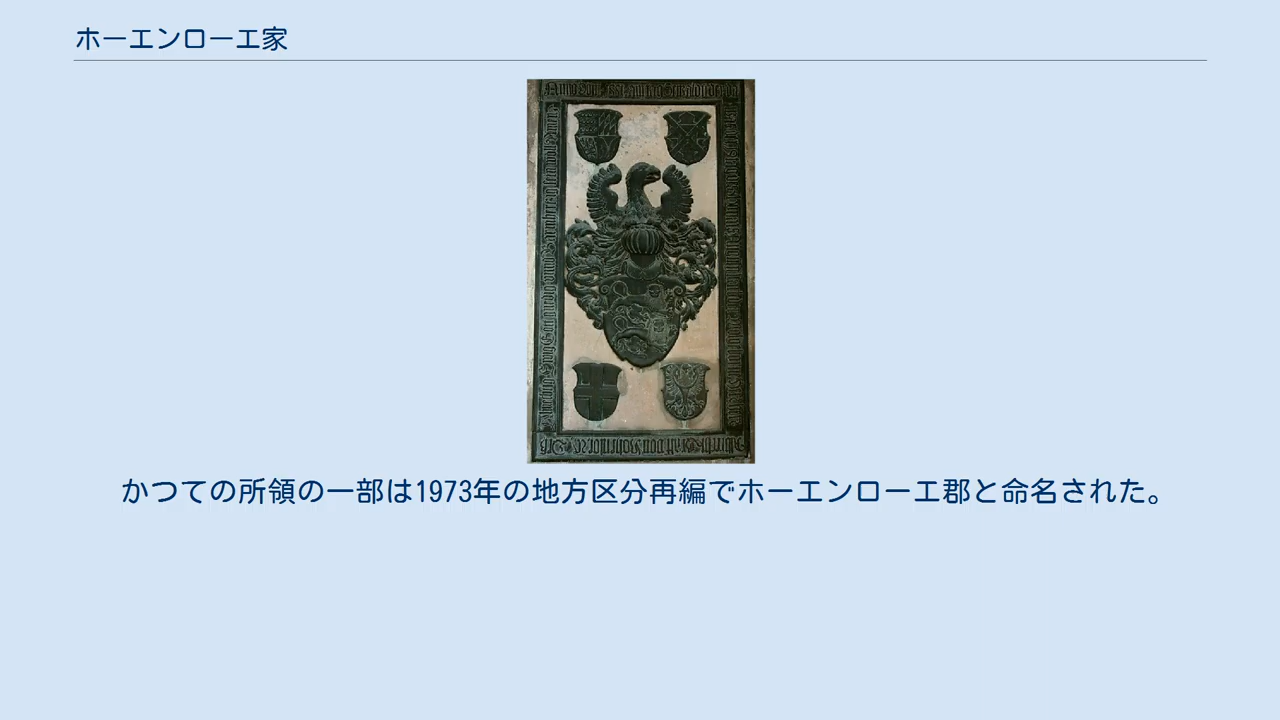 ホーエンローエ家
かつての所領の一部は1973年の地方区分再編でホーエンローエ郡と命名された。